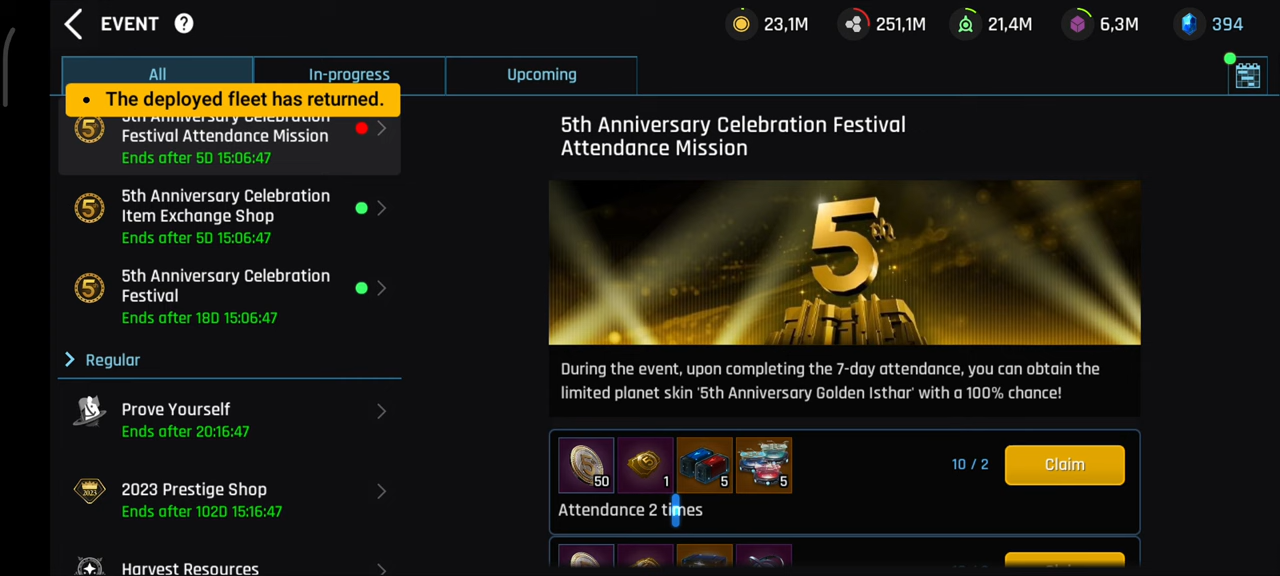 EVENT ?
23,1M
251,1M
21,4M
6,3M
394
All
In-progress
Upcoming
The deployed fleet has returned.
5th Anniversary Celebration
Festival Attendance Mission
Ends after 5D 15:06:47
5th Anniversary Celebration
Item Exchange Shop
Ends after 5D 15:06:47
5th Anniversary Celebration
Festival
Ends after 18D 15:06:47
Regular
Prove Yourself
Ends after 20:16:47
2023 Prestige Shop
Ends after 102D 15:16:47
Harvest Resources
5th Anniversary Celebration Festival
Attendance Mission
5th
During the event, upon completing the 7-day attendance, you can obtain the
limited planet skin '5th Anniversary Golden Isthar' with a 100% chance!
50
1
5
5
10 / 2
Claim
Attendance 2 times